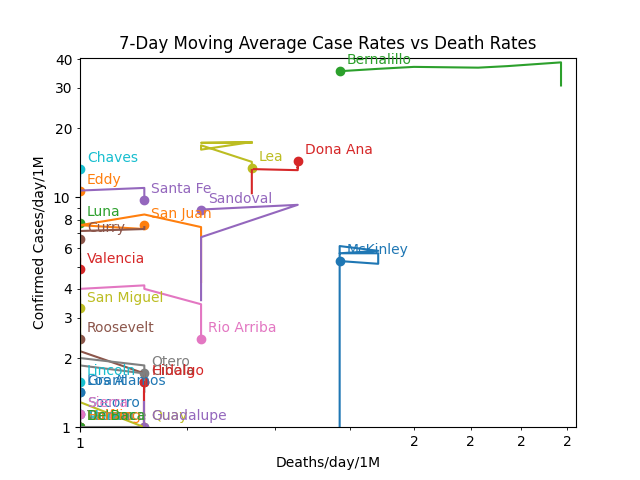 7-Day Moving Average Case Rates vs Death Rates
Confirmed Cases/day/1M
40
30
20
10
8
6
4
3
2
1
Bernalillo
Dona Ana
Lea
Chaves
Eddy
Santa Fe
Sandoval
Luna
San Juan
Curry
McKinley
Valencia
San Miguel
Roosevelt
Rio Arriba
Otero
Lincoln
Hidalgo
Los Alamos
Socorro
Guadalupe
1
2
2
2
2
Deaths/day/1M